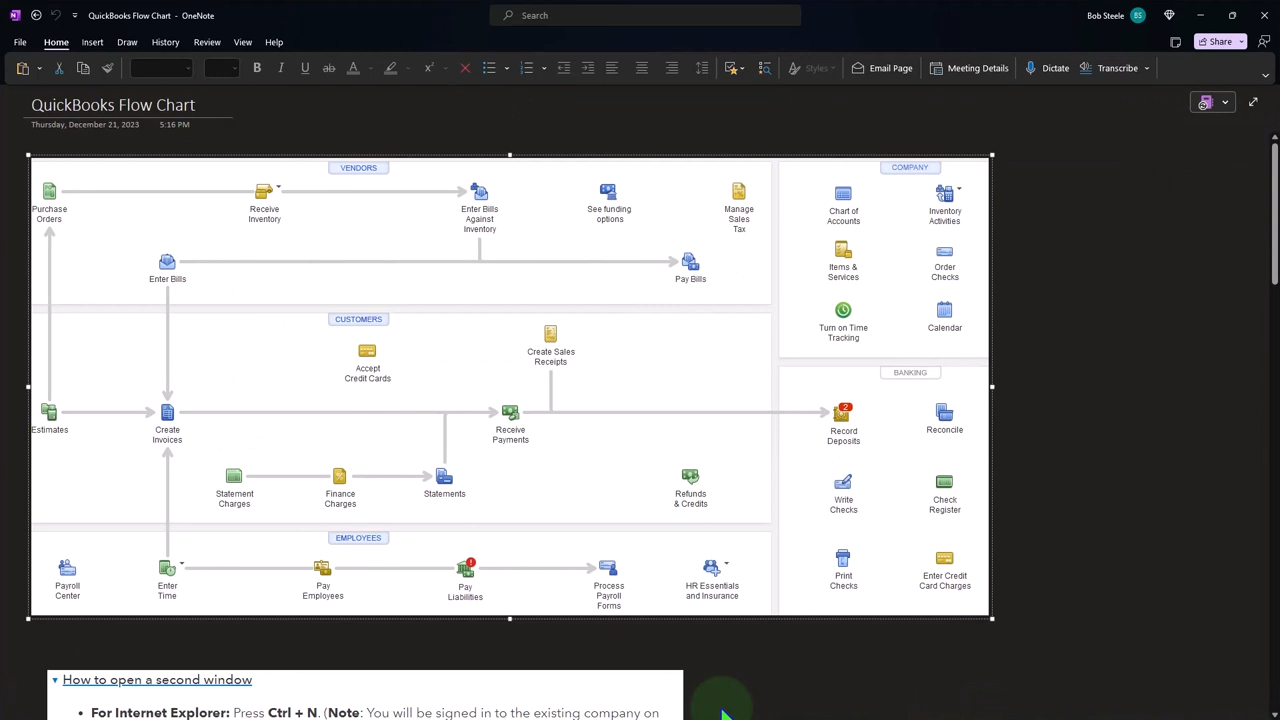 QuickBooks Flow Chart - OneNote
Search
Bob Steele
BS
File Home Insert Draw History Review View Help
Share
Styles Email Page Meeting Details Dictate Transcribe
QuickBooks Flow Chart
Thursday, December 21, 2023 5:16 PM
VENDORS
Purchase
Orders
Receive
Inventory
Enter Bills
Against
Inventory
See funding
options
Manage
Sales
Tax
Enter Bills
Pay Bills
COMPANY
Chart of
Accounts
Inventory
Activities
Items &
Services
Order
Checks
Turn on Time
Tracking
Calendar
CUSTOMERS
Accept
Credit Cards
Create Sales
Receipts
Estimates
Create
Invoices
Receive
Payments
Statement
Charges
Finance
Charges
Statements
Refunds
& Credits
BANKING
2
Record
Deposits
Reconcile
Write
Checks
Check
Register
Print
Checks
Enter Credit
Card Charges
EMPLOYEES
Payroll
Center
Enter
Time
Pay
Employees
Pay
Liabilities
Process
Payroll
Forms
HR Essentials
and Insurance
How to open a second window
• For Internet Explorer: Press Ctrl + N. (Note: You will be signed in to the existing company on